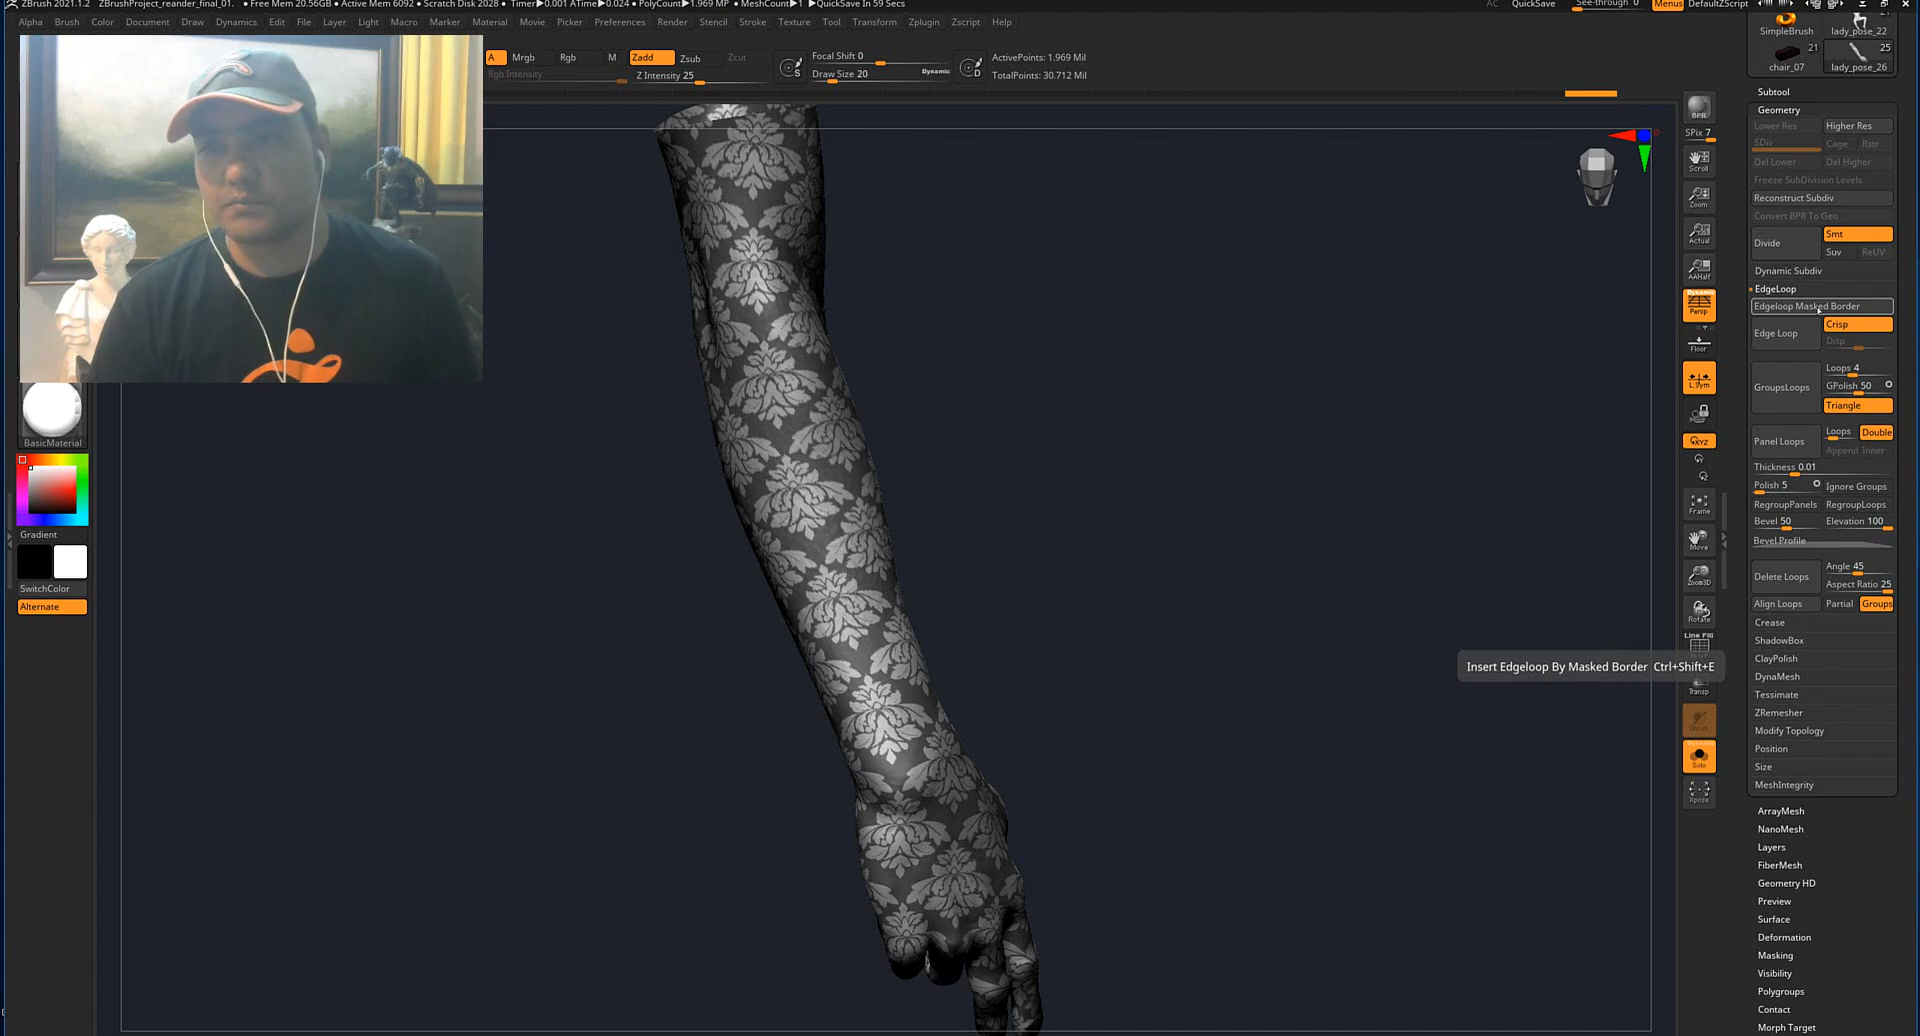 ZBrush 2021.1.2 ZBrushProject_reander_final_01. • Free Mem 20.56GB • Active Mem 6092 • Scratch Disk 2028 • Timer▶0.001 ATime▶0.024 • PolyCount▶1.969 MP • MeshCount▶1 ▶QuickSave In 59 Secs AC QuickSave See-through 0 Menus DefaultZScript
Alpha Brush Color Document Draw Dynamics Edit File Layer Light Macro Marker Material Movie Picker Preferences Render Stencil Stroke Texture Tool Transform Zplugin Zscript Help
A Mrgb Rgb M Zadd Zsub Zcut
Rgb Intensity Z Intensity 25
S
Focal Shift 0
Draw Size 20 Dynamic
D
ActivePoints: 1.969 Mil
TotalPoints: 30.712 Mil
SimpleBrush lady_pose_22
21 25
chair_07 lady_pose_26
BPR
SPix 7
Scroll
Zoom
Actual
AAHalf
Dynamic
Persp
Floor
L.Sym
XYZ
Frame
Move
Zoom3D
Rotate
Line Fill
Transp
Solo
Xpose
Subtool
Geometry
Lower Res Higher Res
SDiv Cage Rstr
Del Lower Del Higher
Freeze SubDivision Levels
Reconstruct Subdiv
Convert BPR To Geo
Divide Smt
Suv ReUV
Dynamic Subdiv
EdgeLoop
Edgeloop Masked Border
Edge Loop Crisp
Disp
GroupsLoops Loops 4
GPolish 50
Triangle
Panel Loops Loops Double
Append Inner
Thickness 0.01
Polish 5 Ignore Groups
RegroupPanels RegroupLoops
Bevel 50 Elevation 100
Bevel Profile
Delete Loops Angle 45
Aspect Ratio 25
Align Loops Partial Groups
Crease
ShadowBox
ClayPolish
DynaMesh
Tessimate
ZRemesher
Modify Topology
Position
Size
MeshIntegrity
ArrayMesh
NanoMesh
Layers
FiberMesh
Geometry HD
Preview
Surface
Deformation
Masking
Visibility
Polygroups
Contact
Morph Target
Insert Edgeloop By Masked Border Ctrl+Shift+E
BasicMaterial
Gradient
SwitchColor
Alternate